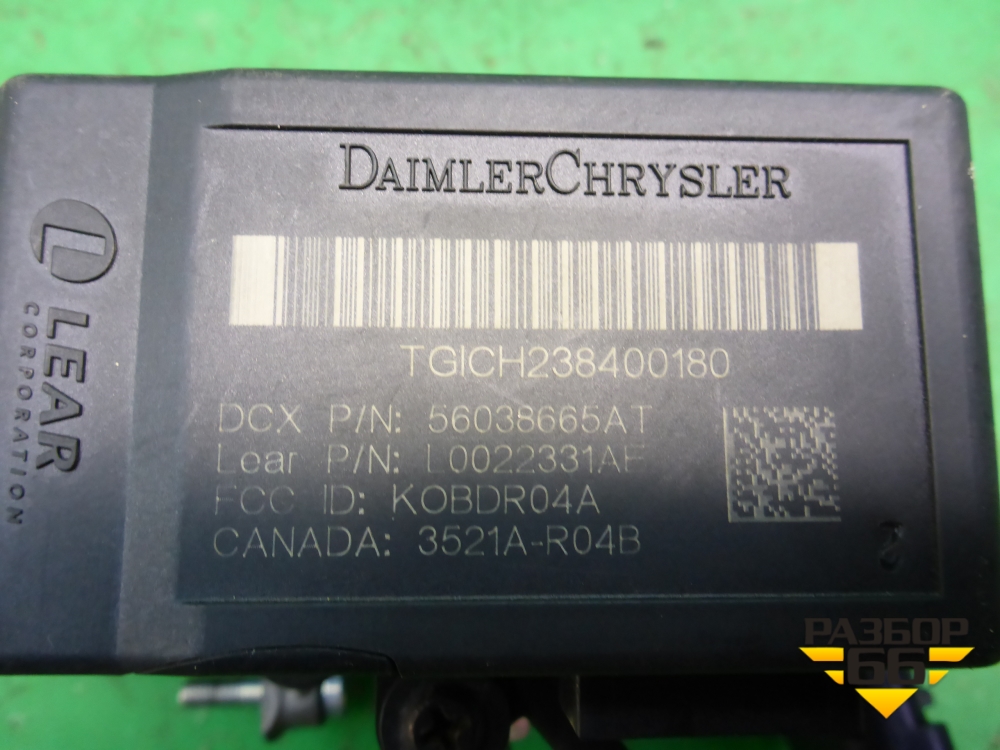 DAIMLERCHRYSLER
TGICH238400180
DCX P/N: 56038665AT
Lear P/N: L0022331AE
FCC ID: KOBDR04A
CANADA: 3521A-R04B
LEAR
CORPORATION
РАЗБОР
66